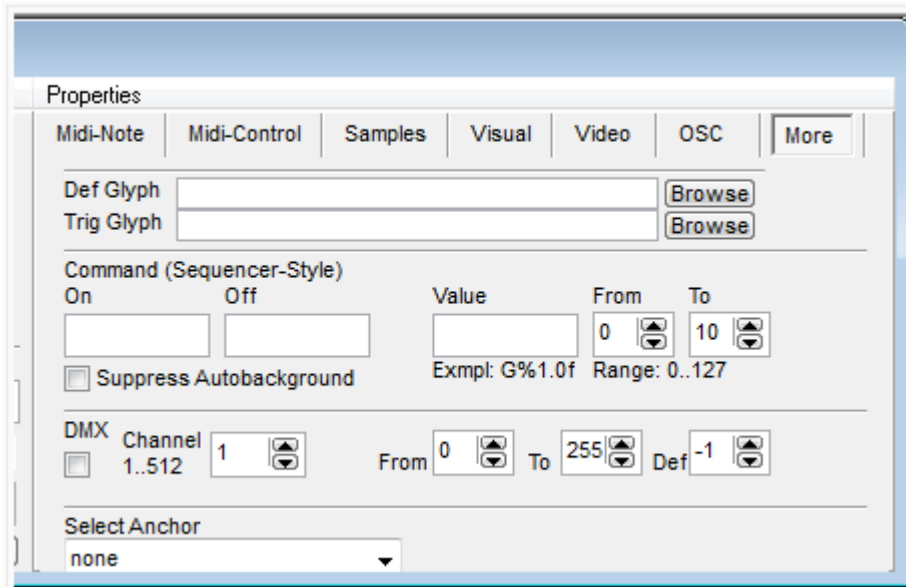 Properties
Midi-Note Midi-Control Samples Visual Video OSC More
Def Glyph Browse
Trig Glyph Browse
Command (Sequencer-Style)
On Off Value From To
0 10
Suppress Autobackground Exmpl: G%1.0f Range: 0..127
DMX Channel 1..512 1 From 0 To 255 Def -1
Select Anchor
none